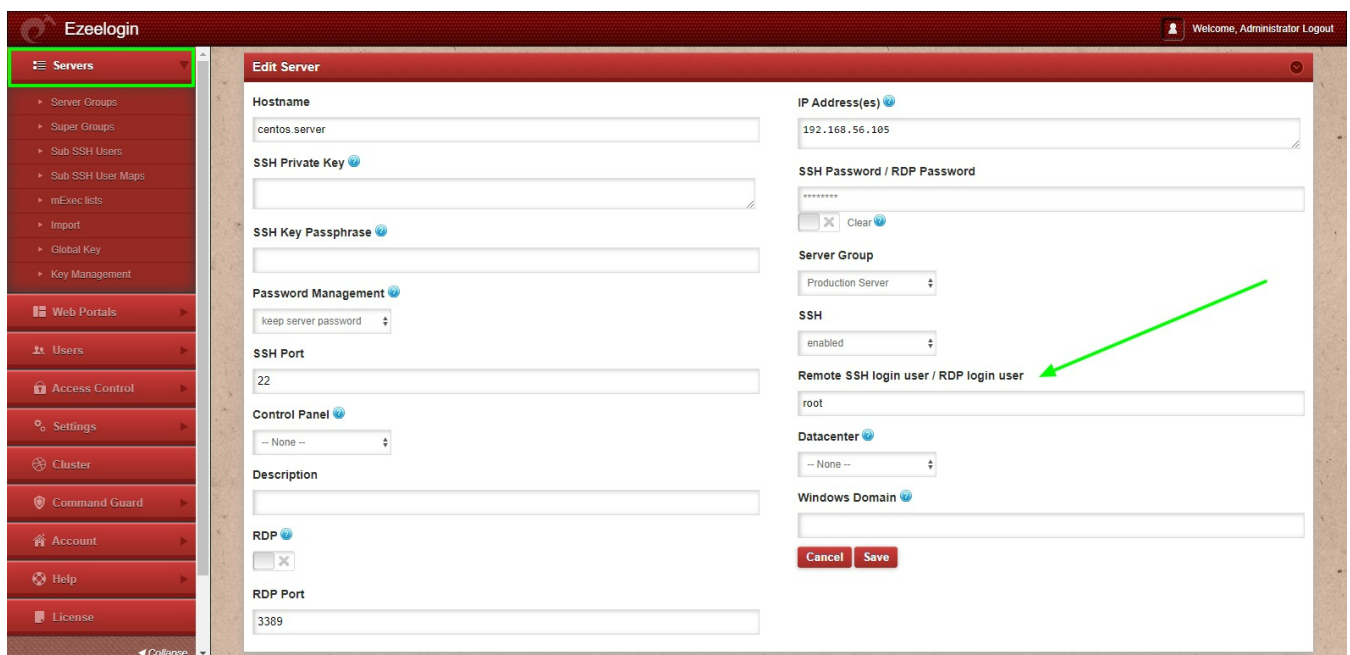 Ezeelogin
Welcome, Administrator Logout
Servers
Server Groups
Super Groups
Sub SSH Users
Sub SSH User Maps
mExec lists
Import
Global Key
Key Management
Web Portals
Users
Access Control
Settings
Cluster
Command Guard
Account
Help
License
Collapse
Edit Server
Hostname
centos.server
SSH Private Key
SSH Key Passphrase
Password Management
keep server password
SSH Port
22
Control Panel
-- None --
Description
RDP
RDP Port
3389
IP Address(es)
192.168.56.105
SSH Password / RDP Password
********
Clear
Server Group
Production Server
SSH
enabled
Remote SSH login user / RDP login user
root
Datacenter
-- None --
Windows Domain
Cancel Save